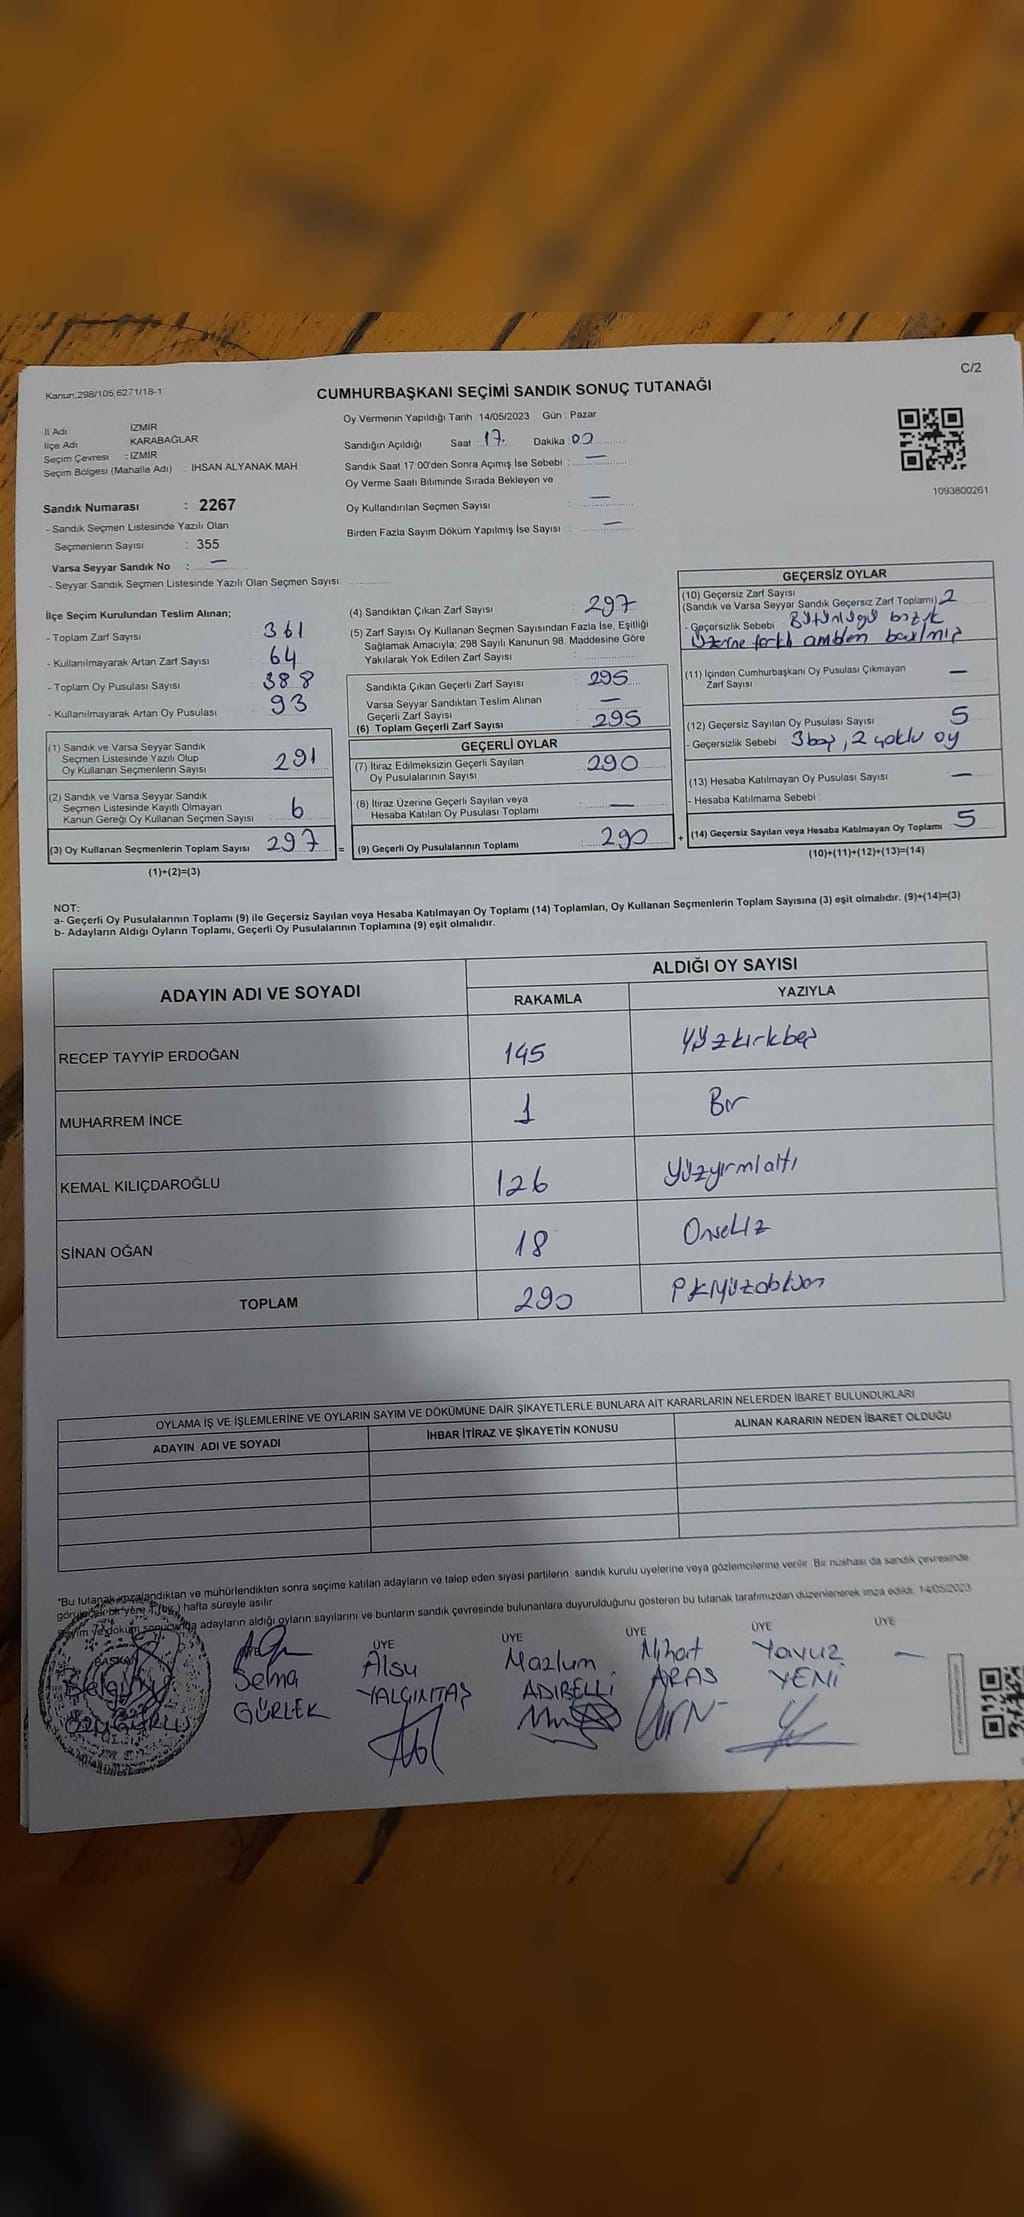 C/2
Kanun:298/105,6271/18-1
CUMHURBAŞKANI SEÇİMİ SANDIK SONUÇ TUTANAĞI
İl Adı İZMİR
İlçe Adı KARABAĞLAR
Seçim Çevresi : İZMİR
Seçim Bölgesi (Mahalle Adı) : IHSAN ALYANAK MAH.
Oy Vermenin Yapıldığı Tarih : 14/05/2023 Gün : Pazar
Sandığın Açıldığı Saat : 17. Dakika : 00
Sandık Saat 17:00'den Sonra Açımış İse Sebebi : —
Oy Verme Saati Bitiminde Sırada Bekleyen ve
Oy Kullandırılan Seçmen Sayısı : —
Birden Fazla Sayım Döküm Yapılmış İse Sayısı : —
1093800261
Sandık Numarası : 2267
- Sandık Seçmen Listesinde Yazılı Olan
Seçmenlerin Sayısı : 355
Varsa Seyyar Sandık No : —
- Seyyar Sandık Seçmen Listesinde Yazılı Olan Seçmen Sayısı:
İlçe Seçim Kurulundan Teslim Alınan;
- Toplam Zarf Sayısı 361
- Kullanılmayarak Artan Zarf Sayısı 64
- Toplam Oy Pusulası Sayısı 388
- Kullanılmayarak Artan Oy Pusulası 93
(1) Sandık ve Varsa Seyyar Sandık
Seçmen Listesinde Yazılı Olup
Oy Kullanan Seçmenlerin Sayısı 291
(2) Sandık ve Varsa Seyyar Sandık
Seçmen Listesinde Kayıtlı Olmayan
Kanun Gereği Oy Kullanan Seçmen Sayısı 6
(3) Oy Kullanan Seçmenlerin Toplam Sayısı 297 =
(1)+(2)=(3)
(4) Sandıktan Çıkan Zarf Sayısı : 297
(5) Zarf Sayısı Oy Kullanan Seçmen Sayısından Fazla İse, Eşitliği
Sağlamak Amacıyla; 298 Sayılı Kanunun 98. Maddesine Göre
Yakılarak Yok Edilen Zarf Sayısı :
Sandıkta Çıkan Geçerli Zarf Sayısı : 295
Varsa Seyyar Sandıktan Teslim Alınan
Geçerli Zarf Sayısı : —
(6) Toplam Geçerli Zarf Sayısı : 295
GEÇERLİ OYLAR
(7) İtiraz Edilmeksizin Geçerli Sayılan
Oy Pusulalarının Sayısı : 290
(8) İtiraz Üzerine Geçerli Sayılan veya
Hesaba Katılan Oy Pusulası Toplamı : —
(9) Geçerli Oy Pusulalarının Toplamı : 290 +
GEÇERSİZ OYLAR
(10) Geçersiz Zarf Sayısı
(Sandık ve Varsa Seyyar Sandık Geçersiz Zarf Toplamı) 2
- Geçersizlik Sebebi : Bütünlüğü bozuk
Üzerine farklı amblem basılmış
(11) İçinden Cumhurbaşkanı Oy Pusulası Çıkmayan
Zarf Sayısı —
(12) Geçersiz Sayılan Oy Pusulası Sayısı 5
- Geçersizlik Sebebi : 3 boş, 2 çoklu oy
(13) Hesaba Katılmayan Oy Pusulası Sayısı —
- Hesaba Katılmama Sebebi :
(14) Geçersiz Sayılan veya Hesaba Katılmayan Oy Toplamı 5
(10)+(11)+(12)+(13)=(14)
NOT:
a- Geçerli Oy Pusulalarının Toplamı (9) ile Geçersiz Sayılan veya Hesaba Katılmayan Oy Toplamı (14) Toplamları, Oy Kullanan Seçmenlerin Toplam Sayısına (3) eşit olmalıdır. (9)+(14)=(3)
b- Adayların Aldığı Oyların Toplamı, Geçerli Oy Pusulalarının Toplamına (9) eşit olmalıdır.
ADAYIN ADI VE SOYADI ALDIĞI OY SAYISI
RAKAMLA YAZIYLA
RECEP TAYYİP ERDOĞAN 145 Yüzkırkbeş
MUHARREM İNCE 1 Bir
KEMAL KILIÇDAROĞLU 126 Yüzyirmialtı
SİNAN OĞAN 18 Onsekiz
TOPLAM 290
OYLAMA İŞ VE İŞLEMLERİNE VE OYLARIN SAYIM VE DÖKÜMÜNE DAİR ŞİKAYETLERLE BUNLARA AİT KARARLARIN NELERDEN İBARET BULUNDUKLARI
ADAYIN ADI VE SOYADI İHBAR İTİRAZ VE ŞİKAYETİN KONUSU ALINAN KARARIN NEDEN İBARET OLDUĞU
"Bu tutanak imzalandıktan ve mühürlendikten sonra seçime katılan adayların ve talep eden siyasi partilerin sandık kurulu üyelerine veya gözlemcilerine verilir. Bir nüshası da sandık çevresinde
görülecek bir yere 1 (bir) hafta süreyle asılır.
Sayım ve döküm sonucunda adayların aldığı oyların sayılarını ve bunların sandık çevresinde bulunanlara duyurulduğunu gösteren bu tutanak tarafımızdan düzenlenerek imza edildi. 14/05/2023
BAŞKAN ÜYE ÜYE ÜYE ÜYE ÜYE
Selma Alsu Mazlum Nihat Yavuz —
GÜRLEK YALÇINTAŞ ADIBELLİ ARAS YENİ